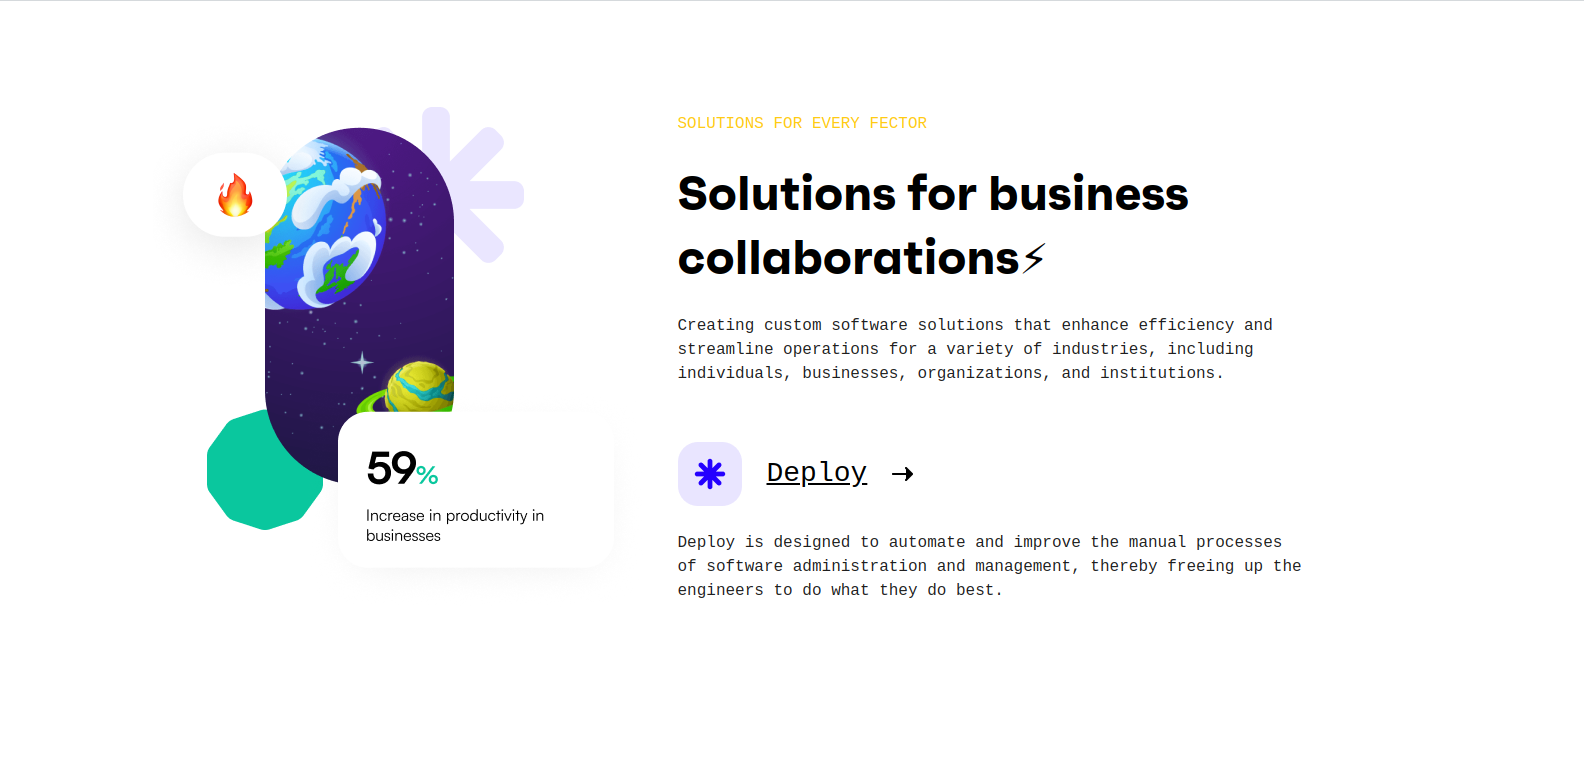 SOLUTIONS FOR EVERY FECTOR
Solutions for business
collaborations⚡
Creating custom software solutions that enhance efficiency and
streamline operations for a variety of industries, including
individuals, businesses, organizations, and institutions.
59%
Increase in productivity in
businesses
Deploy →
Deploy is designed to automate and improve the manual processes
of software administration and management, thereby freeing up the
engineers to do what they do best.